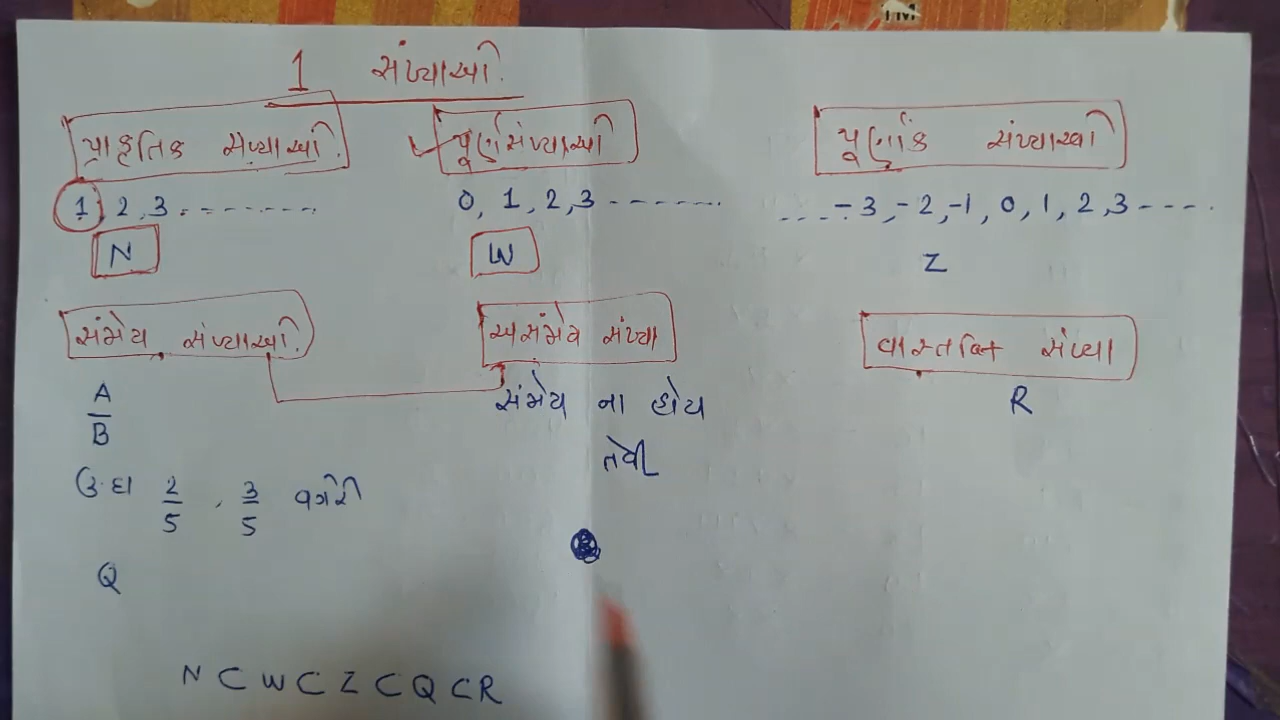 1 સંખ્યાઓ.
પ્રાકૃતિક સંખ્યાઓ.
1, 2, 3 - - - - - - - -
N
પૂર્ણસંખ્યાઓ
0, 1, 2, 3 - - - - - - -
W
પૂર્ણાંક સંખ્યાઓ
- - - - -3, -2, -1, 0, 1, 2, 3 - - - -
Z
સંમેય સંખ્યાઓ.
A
B
ઉ.દા 2/5 , 3/5 વગેરે
Q
અસંમેય સંખ્યા
સંમેય ના હોય
તેવી
વાસ્તવિક સંખ્યા
R
N ⊂ W ⊂ Z ⊂ Q ⊂ R